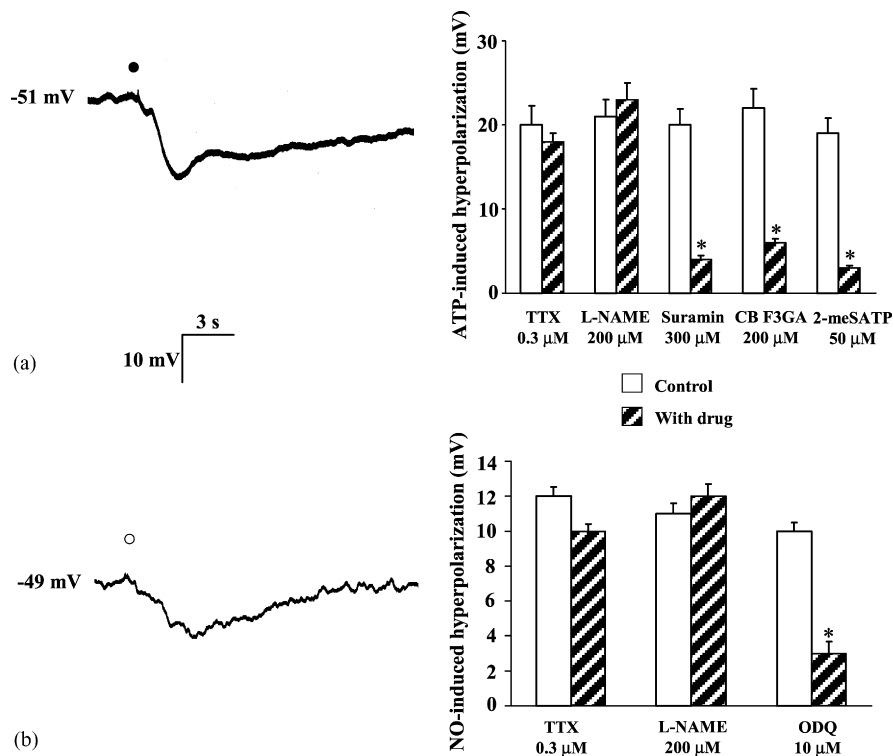 -51 mV
3 s
10 mV
(a)
ATP-induced hyperpolarization (mV)
30
20
10
0
*
*
*
TTX L-NAME Suramin CB F3GA 2-meSATP
0.3 μM 200 μM 300 μM 200 μM 50 μM
Control
With drug
-49 mV
(b)
NO-induced hyperpolarization (mV)
14
12
10
8
6
4
2
0
*
TTX L-NAME ODQ
0.3 μM 200 μM 10 μM